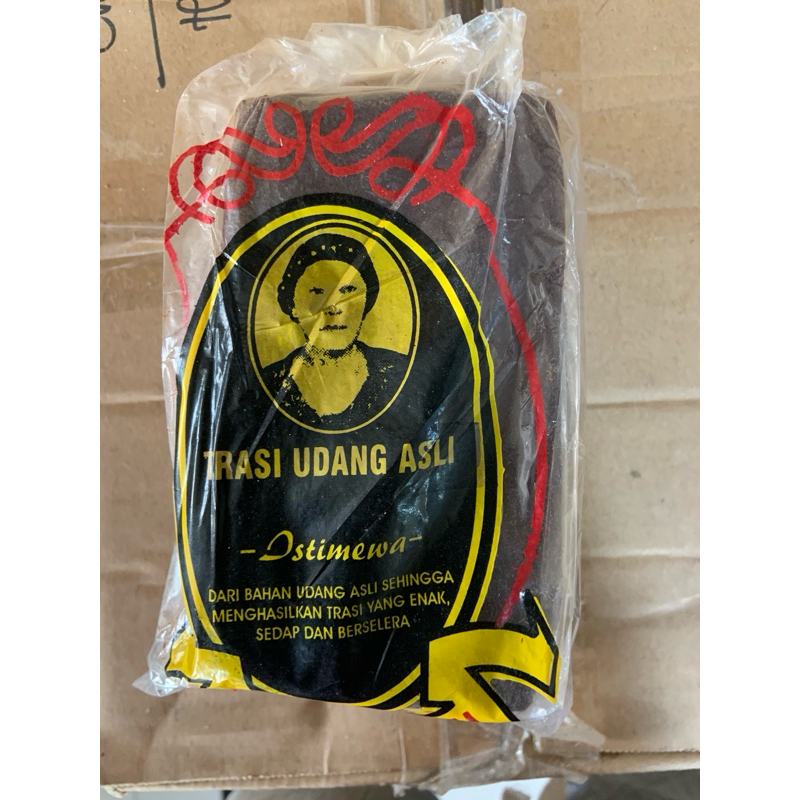 TRASI UDANG ASLI
-Istimewa-
DARI BAHAN UDANG ASLI SEHINGGA
MENGHASILKAN TRASI YANG ENAK,
SEDAP DAN BERSELERA